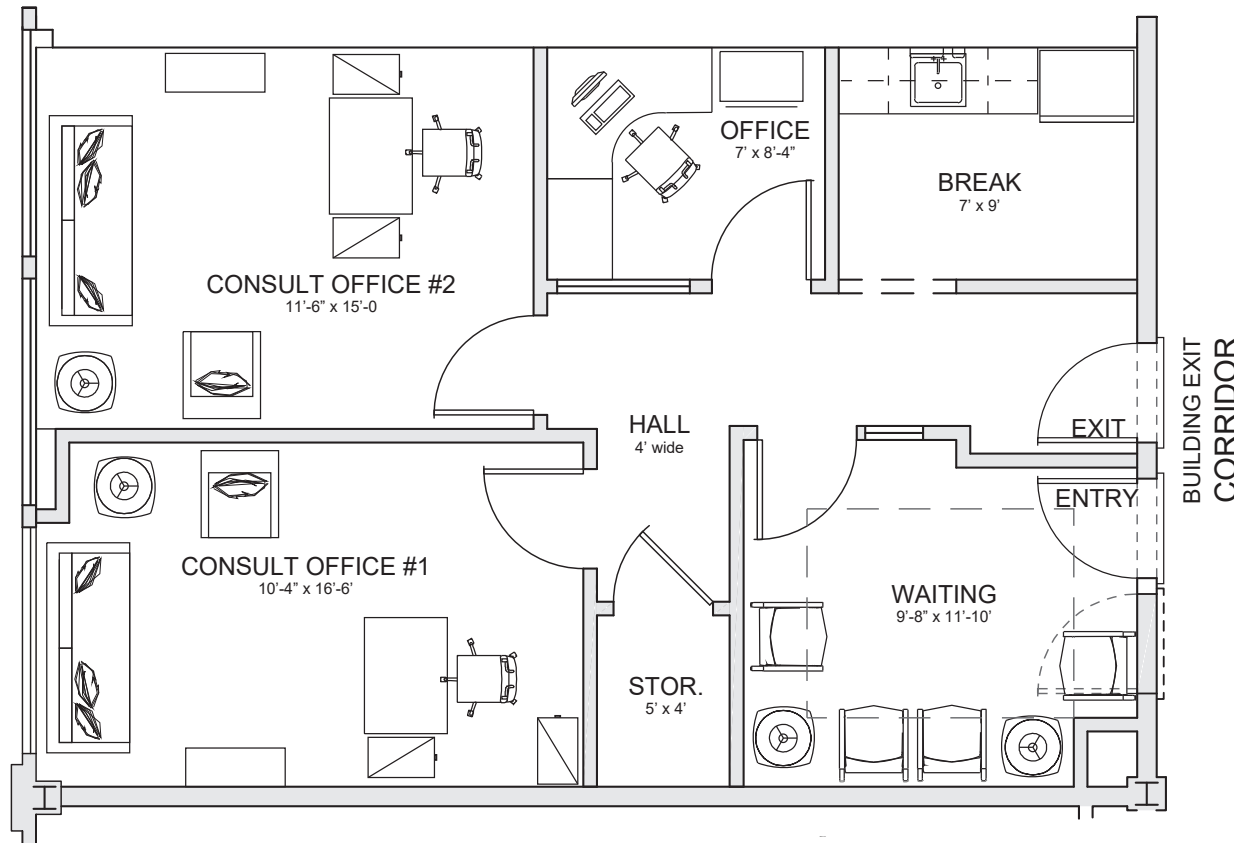 OFFICE
7’ x 8’-4”
BREAK
7’ x 9’
CONSULT OFFICE #2
11’-6” x 15’-0
HALL
4’ wide
EXIT
ENTRY
BUILDING EXIT
CORRIDOR
CONSULT OFFICE #1
10’-4” x 16’-6’
WAITING
9’-8” x 11’-10’
STOR.
5’ x 4’